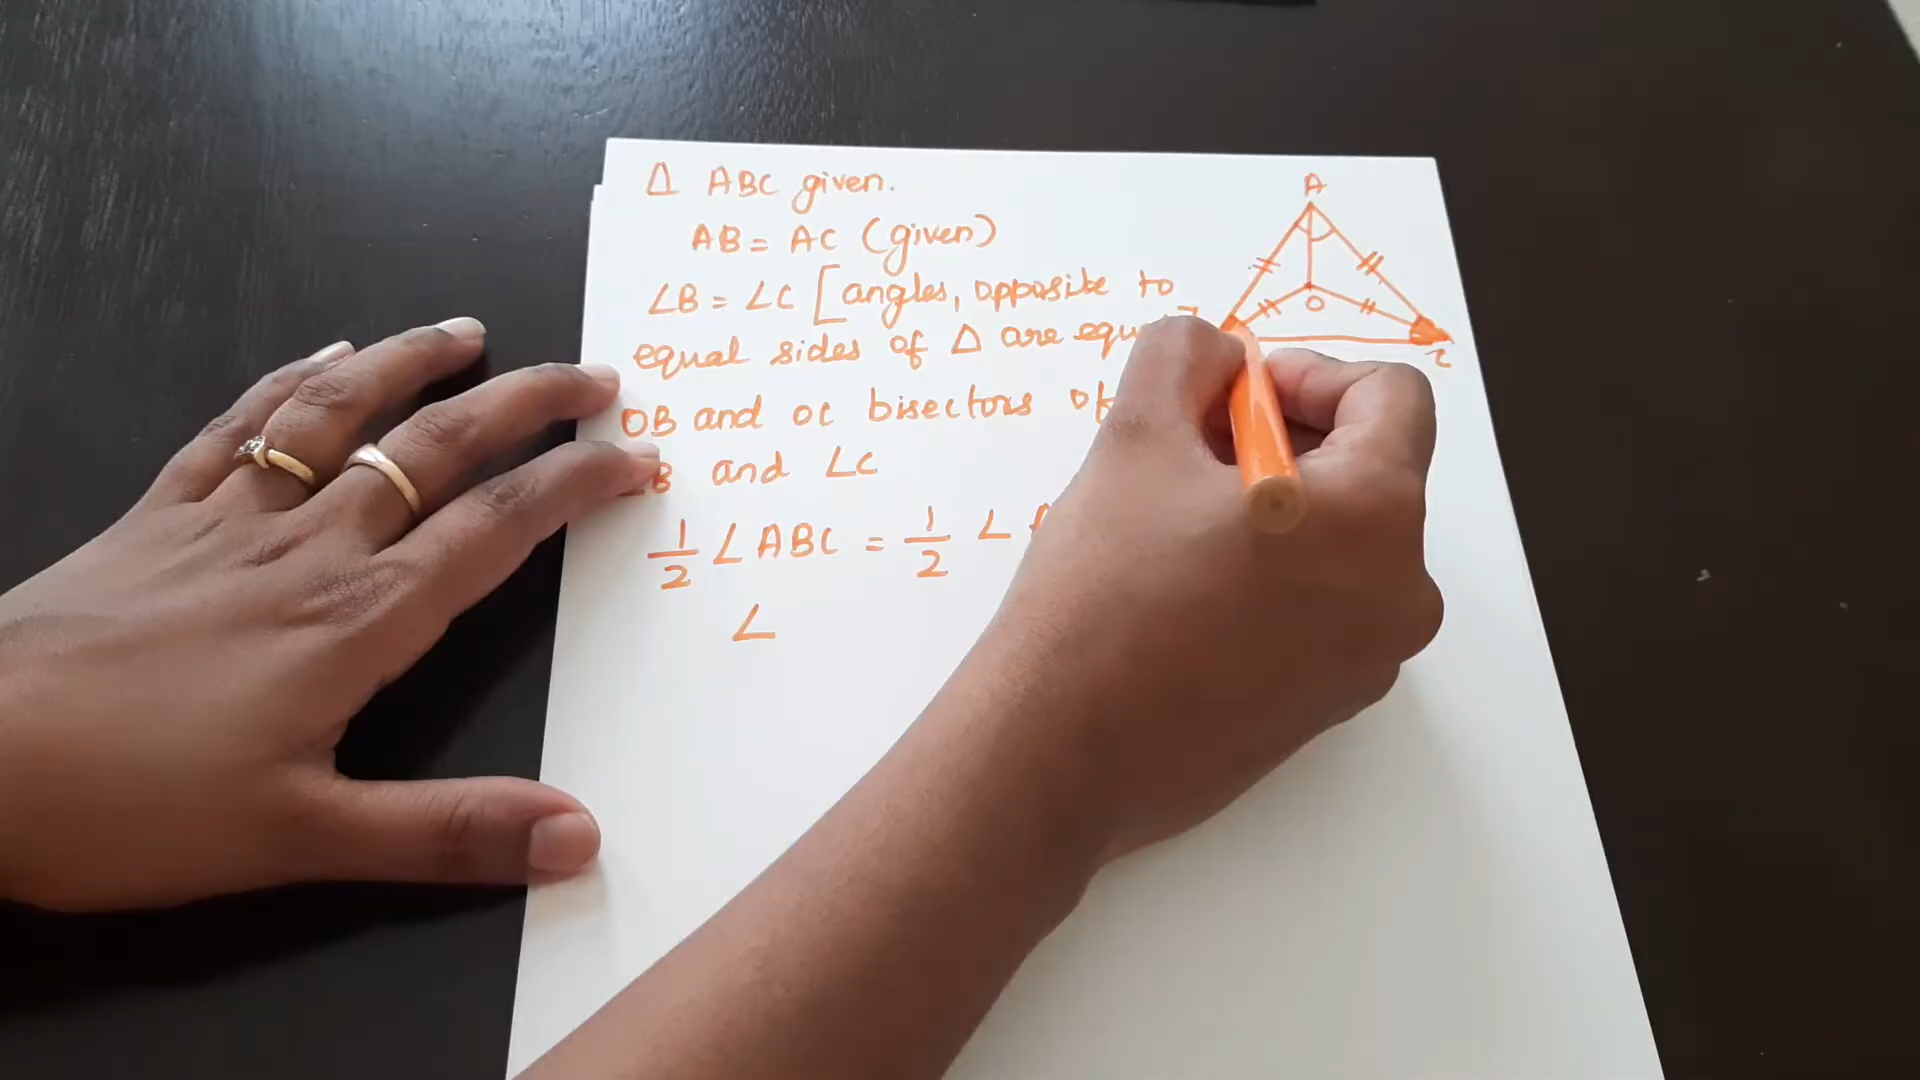 Δ ABC given.
AB = AC (given)
∠B = ∠C [angles, opposite to
equal sides of Δ are
OB and OC bisectors of
B and ∠C
1/2 ∠ABC = 1/2 ∠
∠
A
O